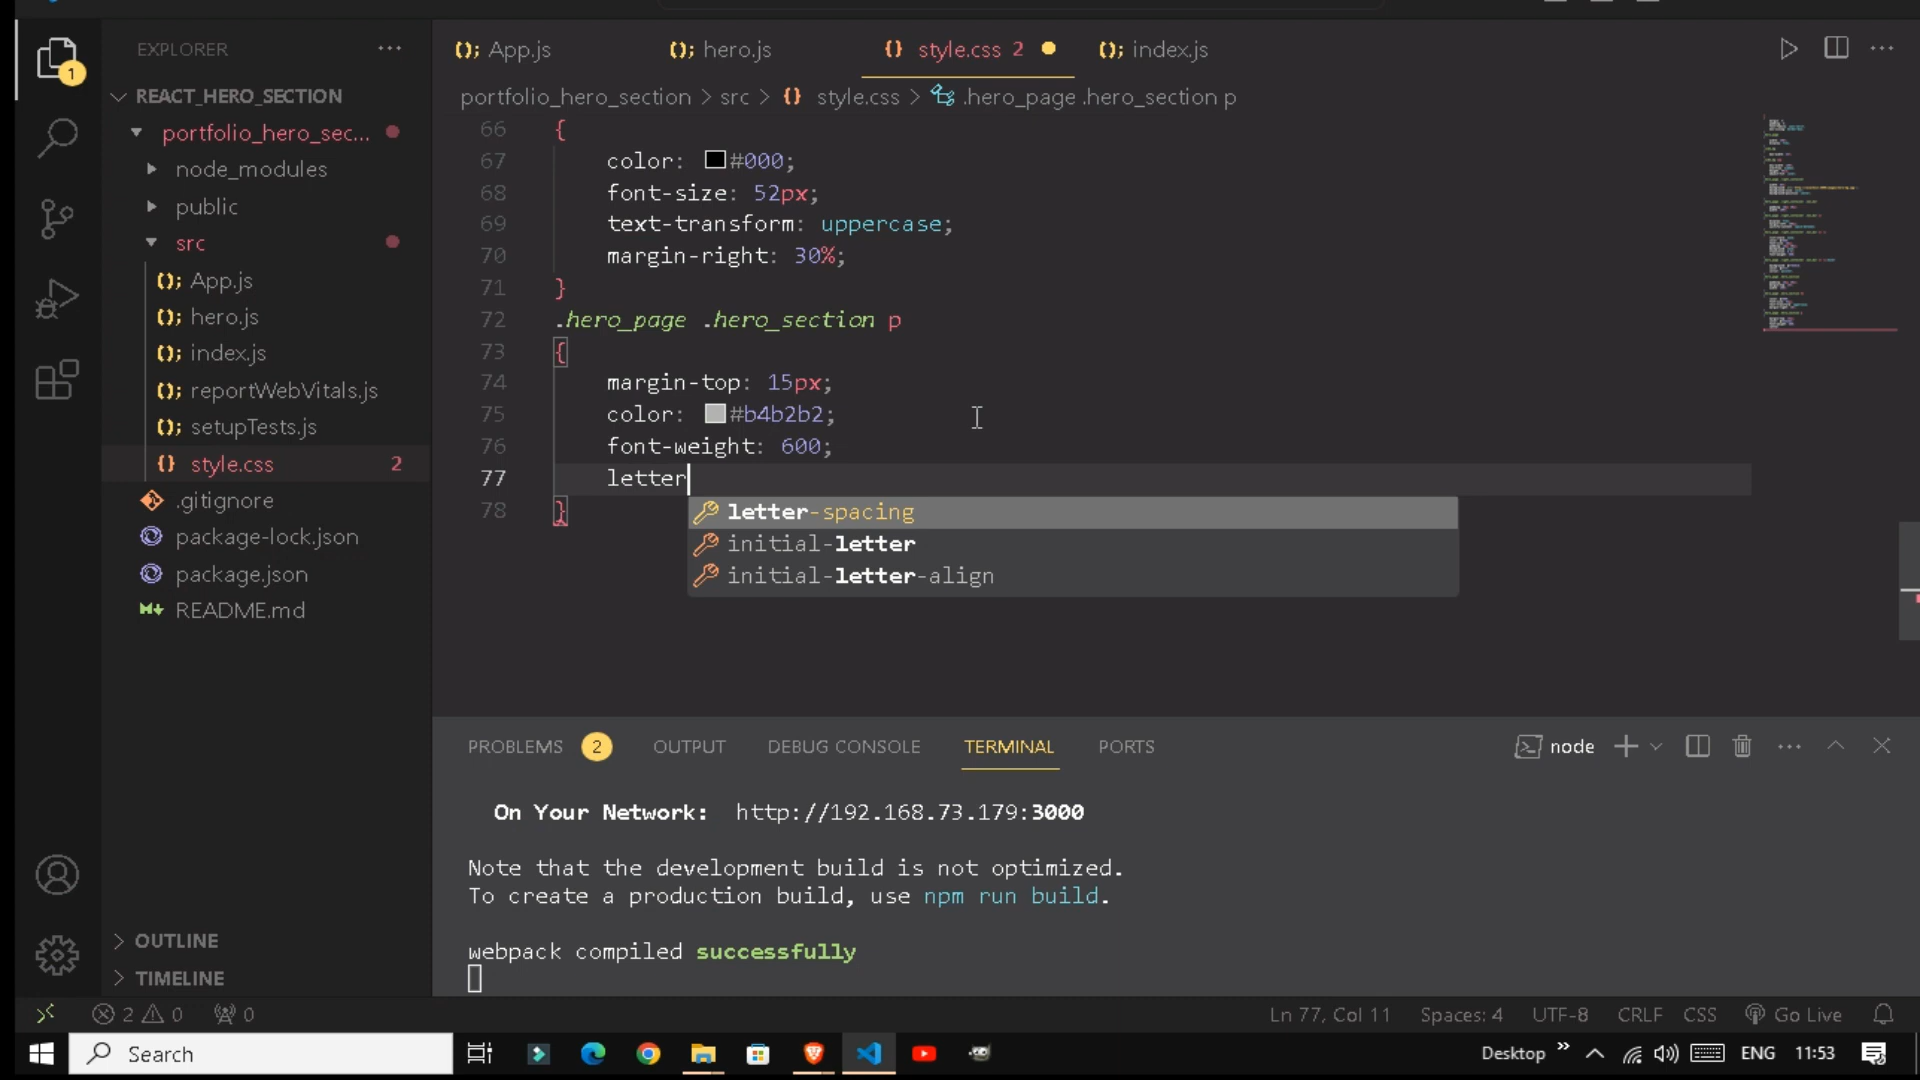 EXPLORER
REACT_HERO_SECTION
portfolio_hero_sec...
node_modules
public
src
App.js
hero.js
index.js
reportWebVitals.js
setupTests.js
style.css 2
.gitignore
package-lock.json
package.json
README.md
OUTLINE
TIMELINE
1
App.js hero.js style.css 2 index.js
portfolio_hero_section > src > {} style.css > .hero_page .hero_section p
66 {
67 color: #000;
68 font-size: 52px;
69 text-transform: uppercase;
70 margin-right: 30%;
71 }
72 .hero_page .hero_section p
73 {
74 margin-top: 15px;
75 color: #b4b2b2;
76 font-weight: 600;
77 letter
78 }
letter-spacing
initial-letter
initial-letter-align
PROBLEMS 2 OUTPUT DEBUG CONSOLE TERMINAL PORTS
node
On Your Network: http://192.168.73.179:3000
Note that the development build is not optimized.
To create a production build, use npm run build.
webpack compiled successfully
2 0 0
Ln 77, Col 11 Spaces: 4 UTF-8 CRLF CSS Go Live
Search
Desktop » ENG 11:53